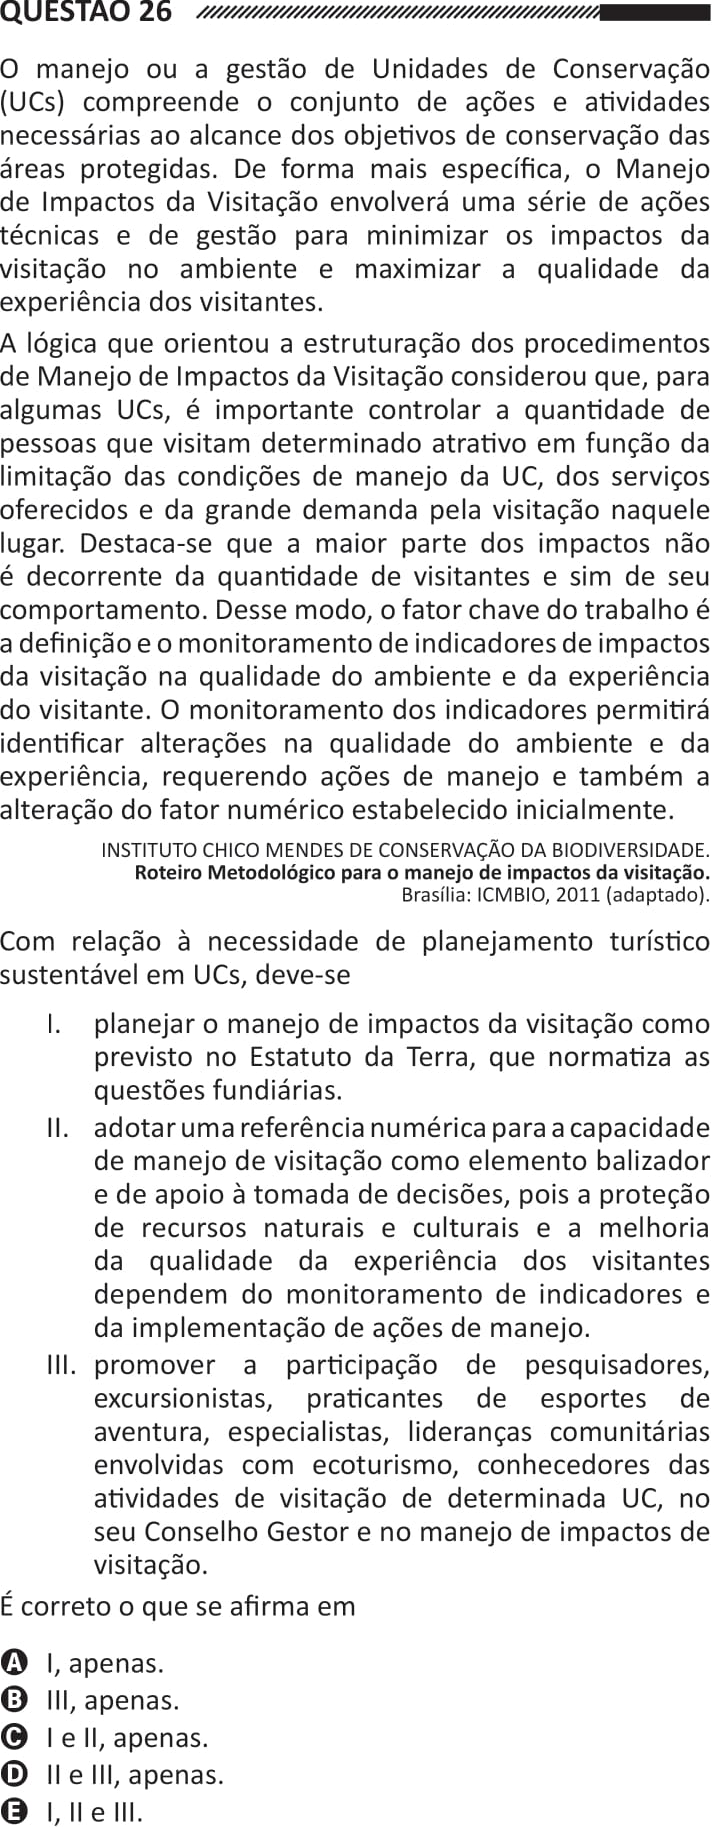 QUESTÃO 26
O manejo ou a gestão de Unidades de Conservação
(UCs) compreende o conjunto de ações e atividades
necessárias ao alcance dos objetivos de conservação das
áreas protegidas. De forma mais específica, o Manejo
de Impactos da Visitação envolverá uma série de ações
técnicas e de gestão para minimizar os impactos da
visitação no ambiente e maximizar a qualidade da
experiência dos visitantes.
A lógica que orientou a estruturação dos procedimentos
de Manejo de Impactos da Visitação considerou que, para
algumas UCs, é importante controlar a quantidade de
pessoas que visitam determinado atrativo em função da
limitação das condições de manejo da UC, dos serviços
oferecidos e da grande demanda pela visitação naquele
lugar. Destaca-se que a maior parte dos impactos não
é decorrente da quantidade de visitantes e sim de seu
comportamento. Desse modo, o fator chave do trabalho é
a definição e o monitoramento de indicadores de impactos
da visitação na qualidade do ambiente e da experiência
do visitante. O monitoramento dos indicadores permitirá
identificar alterações na qualidade do ambiente e da
experiência, requerendo ações de manejo e também a
alteração do fator numérico estabelecido inicialmente.
INSTITUTO CHICO MENDES DE CONSERVAÇÃO DA BIODIVERSIDADE.
Roteiro Metodológico para o manejo de impactos da visitação.
Brasília: ICMBIO, 2011 (adaptado).
Com relação à necessidade de planejamento turístico
sustentável em UCs, deve-se
I. planejar o manejo de impactos da visitação como
previsto no Estatuto da Terra, que normatiza as
questões fundiárias.
II. adotar uma referência numérica para a capacidade
de manejo de visitação como elemento balizador
e de apoio à tomada de decisões, pois a proteção
de recursos naturais e culturais e a melhoria
da qualidade da experiência dos visitantes
dependem do monitoramento de indicadores e
da implementação de ações de manejo.
III. promover a participação de pesquisadores,
excursionistas, praticantes de esportes de
aventura, especialistas, lideranças comunitárias
envolvidas com ecoturismo, conhecedores das
atividades de visitação de determinada UC, no
seu Conselho Gestor e no manejo de impactos de
visitação.
É correto o que se afirma em
A I, apenas.
B III, apenas.
C I e II, apenas.
D II e III, apenas.
E I, II e III.